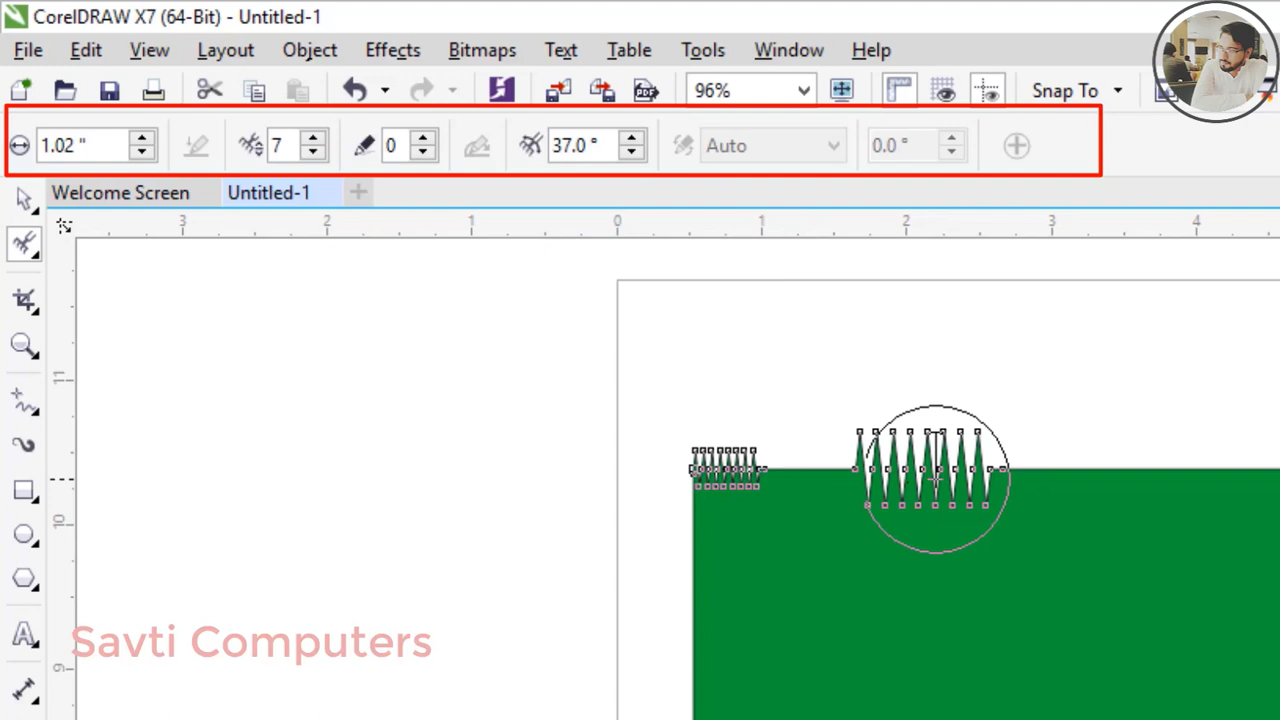 CorelDRAW X7 (64-Bit) - Untitled-1
File Edit View Layout Object Effects Bitmaps Text Table Tools Window Help
PDF 96% Snap To
1.02 " 7 0 37.0 ° Auto 0.0 °
Welcome Screen Untitled-1
3 2 1 0 1 2 3 4
11
10
9
Savti Computers